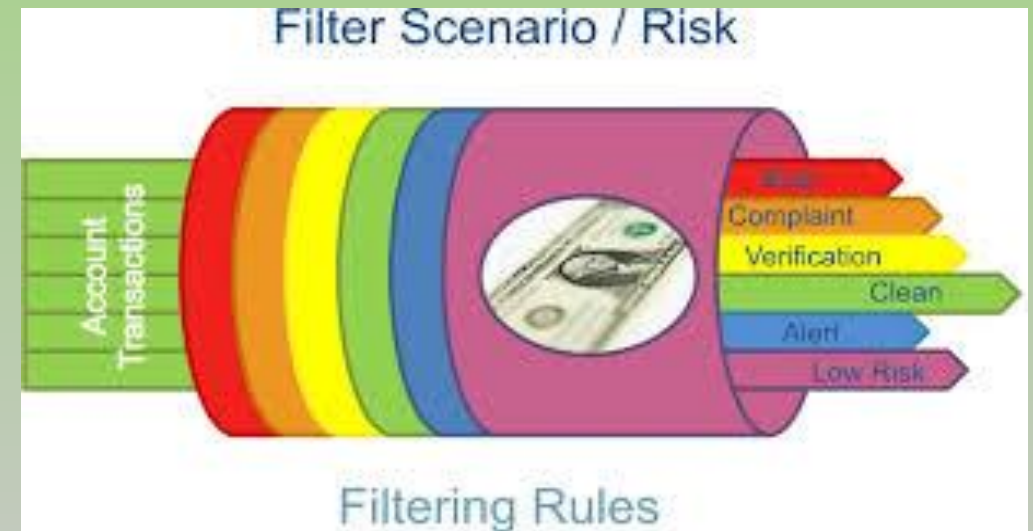 Filter Scenario / Risk
Account
Transactions
Complaint
Verification
Clean
Alert
Low Risk
Filtering Rules